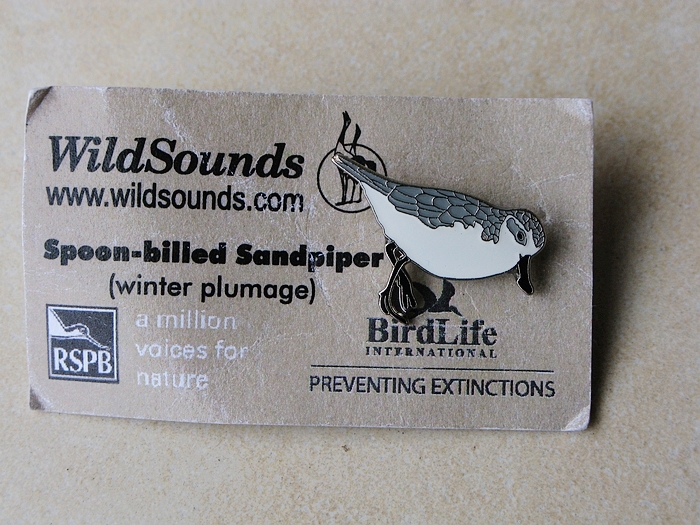 WildSounds
www.wildsounds.com
Spoon-billed Sandpiper
(winter plumage)
RSPB
a million
voices for
nature
BirdLife
INTERNATIONAL
PREVENTING EXTINCTIONS